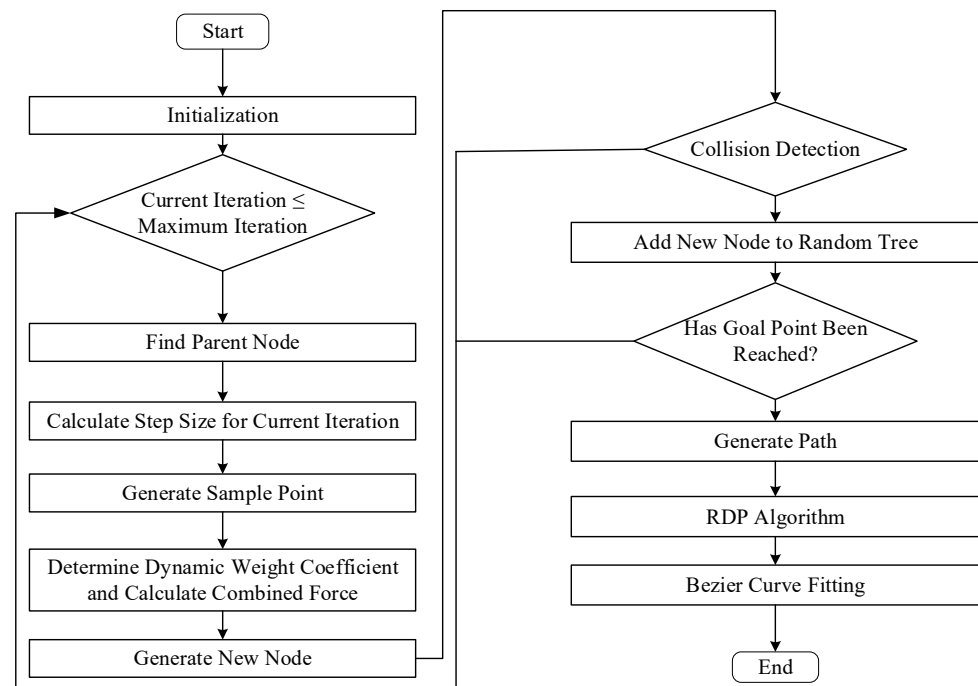 Start
Initialization
Current Iteration ≤
Maximum Iteration
Find Parent Node
Calculate Step Size for Current Iteration
Generate Sample Point
Determine Dynamic Weight Coefficient
and Calculate Combined Force
Generate New Node
Collision Detection
Add New Node to Random Tree
Has Goal Point Been
Reached?
Generate Path
RDP Algorithm
Bezier Curve Fitting
End